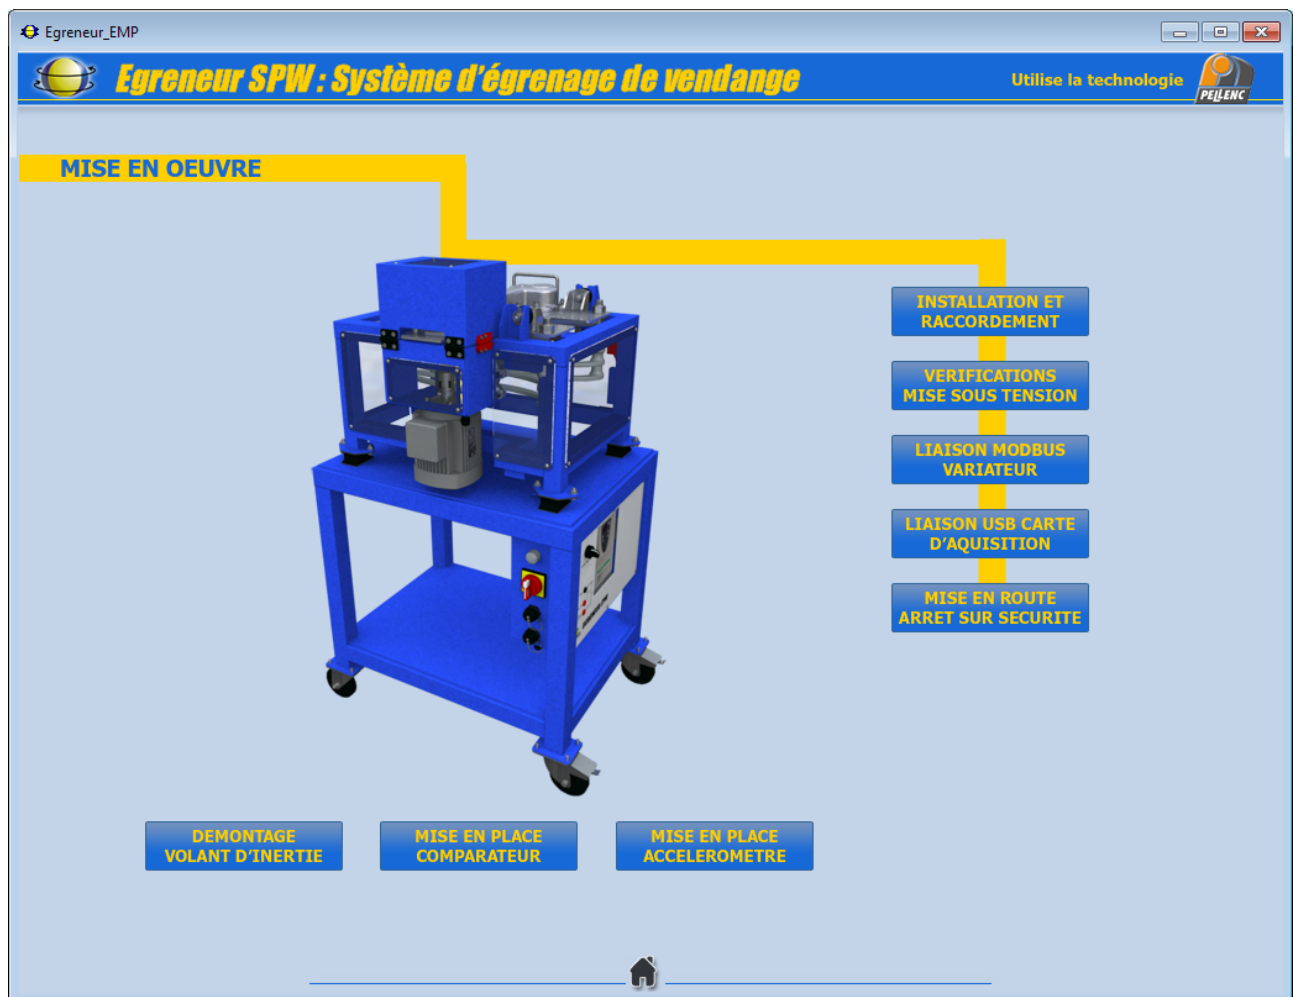 Egreneur_EMP
Egreneur SPW : Système d'égrenage de vendange
Utilise la technologie
PELLENC
MISE EN OEUVRE
INSTALLATION ET
RACCORDEMENT
VERIFICATIONS
MISE SOUS TENSION
LIAISON MODBUS
VARIATEUR
LIAISON USB CARTE
D'AQUISITION
MISE EN ROUTE
ARRET SUR SECURITE
DEMONTAGE
VOLANT D'INERTIE
MISE EN PLACE
COMPARATEUR
MISE EN PLACE
ACCELEROMETRE